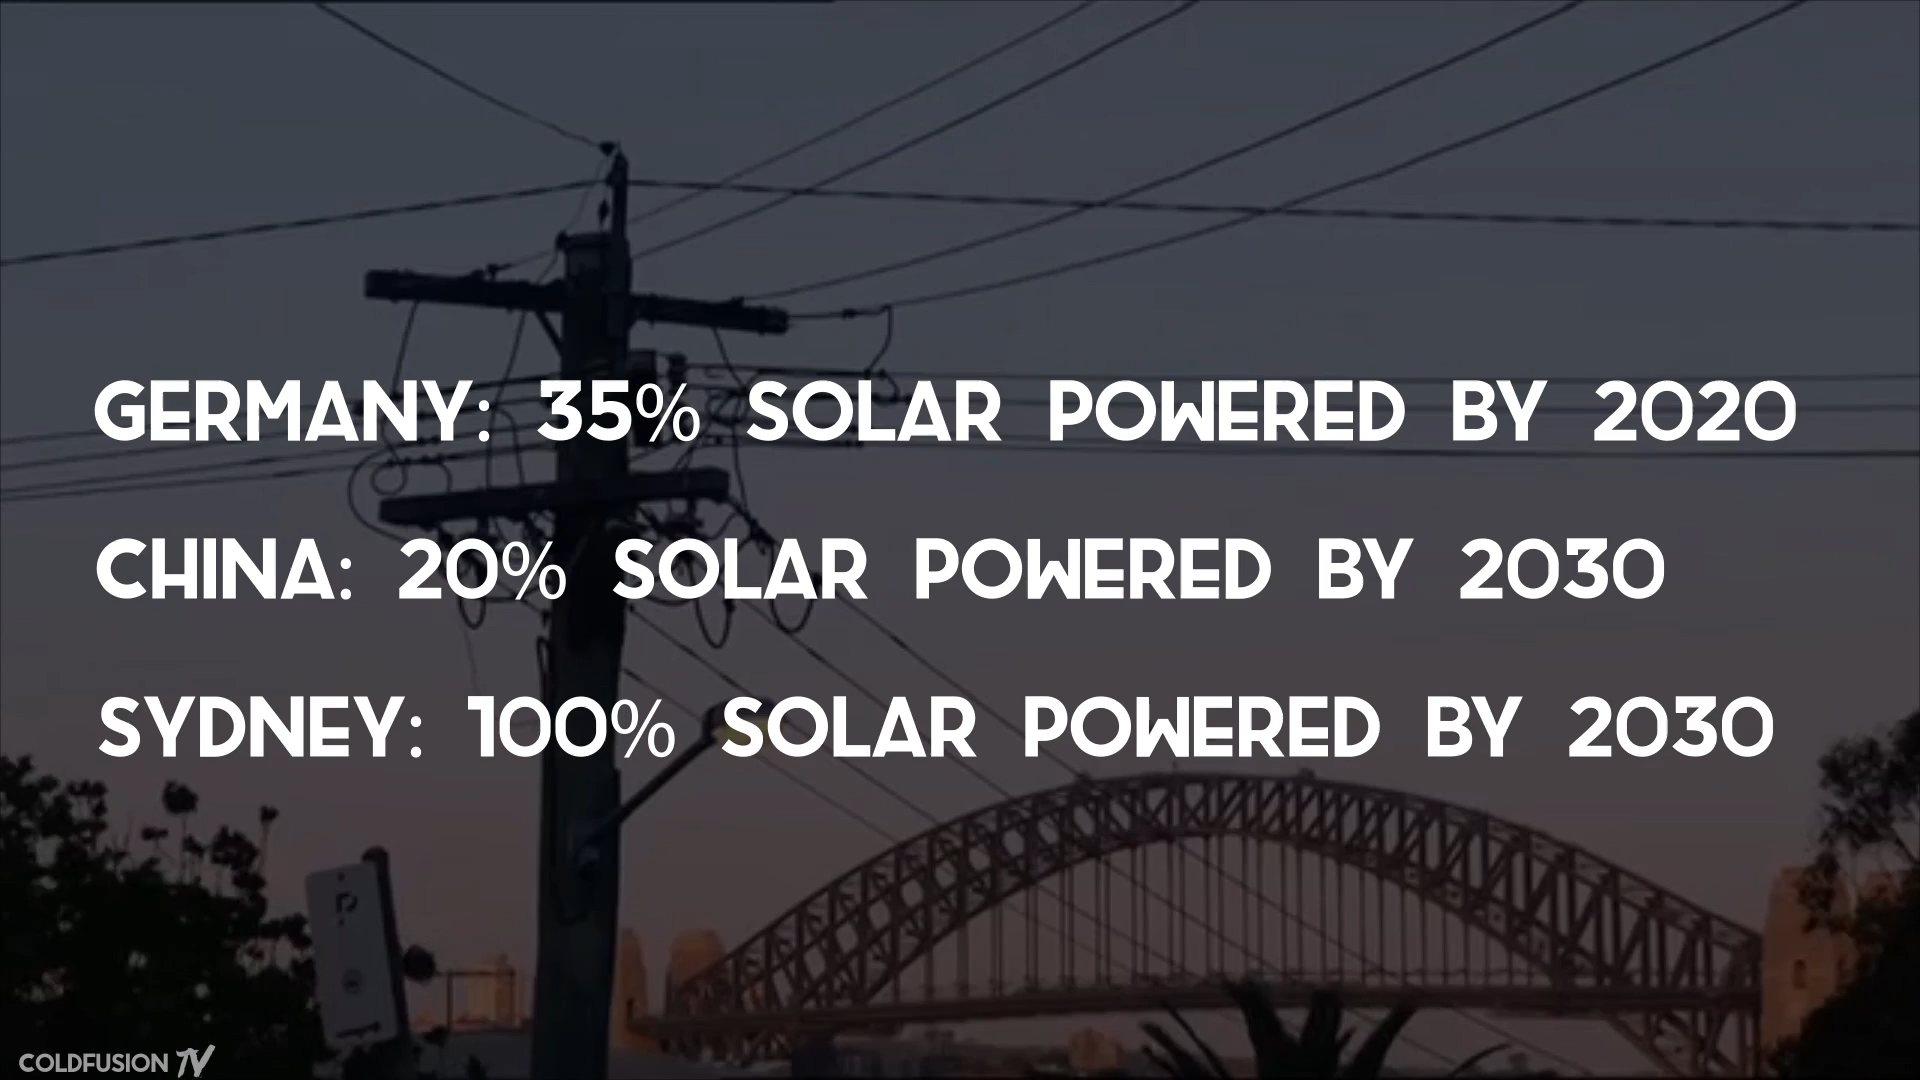 GERMANY: 35% SOLAR POWERED BY 2020
CHINA: 20% SOLAR POWERED BY 2030
SYDNEY: 100% SOLAR POWERED BY 2030
COLDFUSION TV